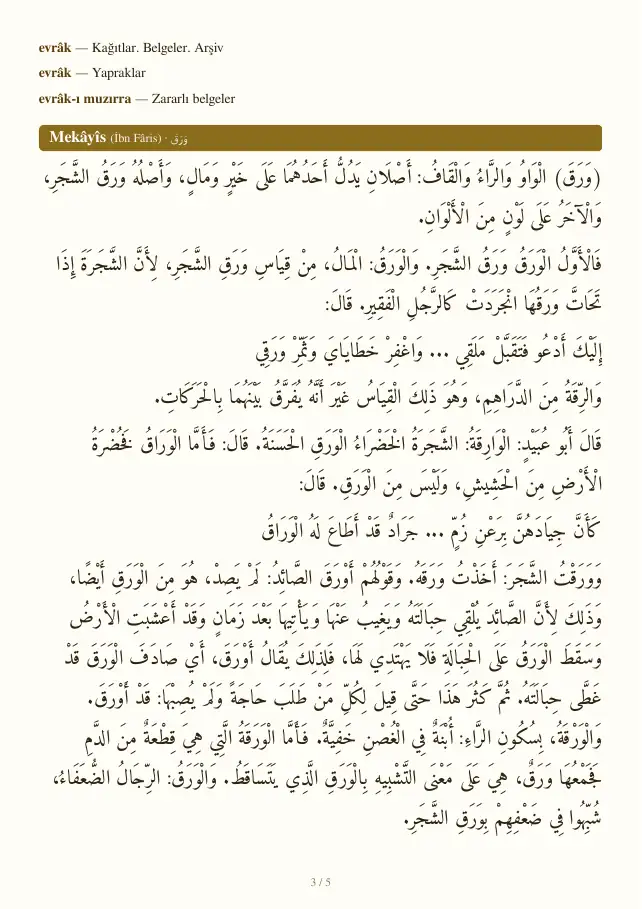 evrâk — Kağıtlar. Belgeler. Arşiv
evrâk — Yapraklar
evrâk-ı muzırra — Zararlı belgeler
Mekâyîs (İbn Fâris) · وَرَقَ
(وَرَقَ) الْوَاوُ وَالرَّاءُ وَالْقَافُ: أَصْلَانِ يَدُلُّ أَحَدُهُمَا عَلَى خَيْرٍ وَمَالٍ، وَأَصْلُهُ وَرَقُ الشَّجَرِ،
وَالْآخَرُ عَلَى لَوْنٍ مِنَ الْأَلْوَانِ.
فَالْأَوَّلُ الْوَرَقُ وَرَقُ الشَّجَرِ. وَالْوَرَقُ: الْمَالُ، مِنْ قِيَاسِ وَرَقِ الشَّجَرِ، لِأَنَّ الشَّجَرَةَ إِذَا
تَحَاتَّ وَرَقُهَا انْجَرَدَتْ كَالرَّجُلِ الْفَقِيرِ. قَالَ:
إِلَيْكَ أَدْعُو فَتَقَبَّلْ مَلَقِي ... وَاغْفِرْ خَطَايَايَ وَثَمِّرْ وَرَقِي
وَالرِّقَةُ مِنَ الدَّرَاهِمِ، وَهُوَ ذَلِكَ الْقِيَاسُ غَيْرَ أَنَّهُ يُفَرَّقُ بَيْنَهُمَا بِالْحَرَكَاتِ.
قَالَ أَبُو عُبَيْدٍ: الْوَارِقَةُ: الشَّجَرَةُ الْخَضْرَاءُ الْوَرَقِ الْحَسَنَةُ. قَالَ: فَأَمَّا الْوَرَاقُ فَخُضْرَةُ
الْأَرْضِ مِنَ الْحَشِيشِ، وَلَيْسَ مِنَ الْوَرَقِ. قَالَ:
كَأَنَّ جِيَادَهُنَّ بِرَعْنِ زُمٍّ ... جَرَادٌ قَدْ أَطَاعَ لَهُ الْوَرَاقُ
وَوَرَقْتُ الشَّجَرَ: أَخَذْتُ وَرَقَهُ. وَقَوْلُهُمْ أَوْرَقَ الصَّائِدُ: لَمْ يَصِدْ، هُوَ مِنَ الْوَرَقِ أَيْضًا،
وَذَلِكَ لِأَنَّ الصَّائِدَ يُلْقِي حِبَالَتَهُ وَيَغِيبُ عَنْهَا وَيَأْتِيهَا بَعْدَ زَمَانٍ وَقَدْ أَعْشَبَتِ الْأَرْضُ
وَسَقَطَ الْوَرَقُ عَلَى الْحِبَالَةِ فَلَا يَهْتَدِي لَهَا، فَلِذَلِكَ يُقَالُ أَوْرَقَ، أَيْ صَادَفَ الْوَرَقَ قَدْ
غَطَّى حِبَالَتَهُ. ثُمَّ كَثُرَ هَذَا حَتَّى قِيلَ لِكُلِّ مَنْ طَلَبَ حَاجَةً وَلَمْ يُصِبْهَا: قَدْ أَوْرَقَ.
وَالْوَرْقَةُ، بِسُكُونِ الرَّاءِ: أُبْنَةٌ فِي الْغُصْنِ خَفِيَّةٌ. فَأَمَّا الْوَرَقَةُ الَّتِي هِيَ قِطْعَةٌ مِنَ الدَّمِ
فَجَمْعُهَا وَرَقٌ، هِيَ عَلَى مَعْنَى التَّشْبِيهِ بِالْوَرَقِ الَّذِي يَتَسَاقَطُ. وَالْوَرَقُ: الرِّجَالُ الضُّعَفَاءُ،
شُبِّهُوا فِي ضَعْفِهِمْ بِوَرَقِ الشَّجَرِ.
3 / 5